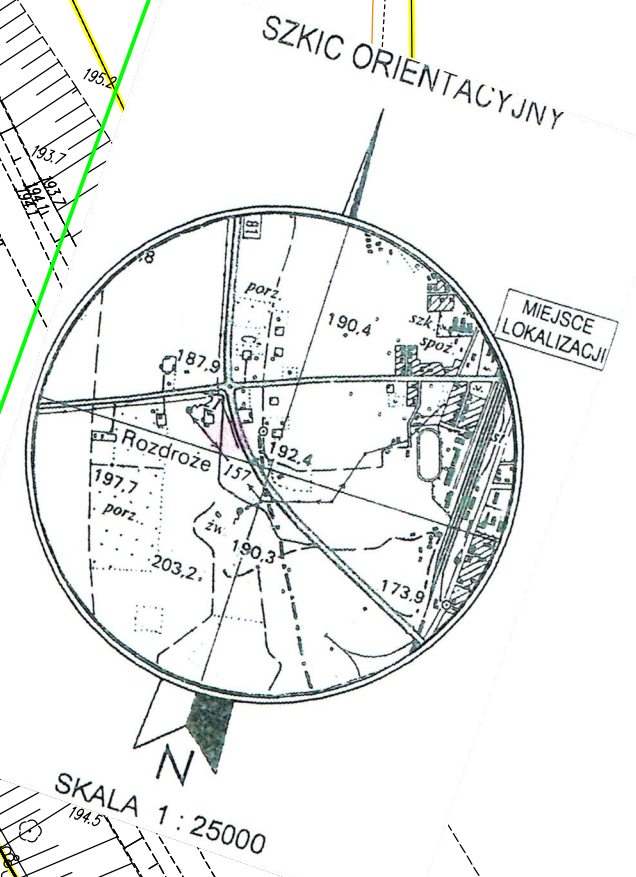 SZKIC ORIENTACYJNY
195.2
193.7
193.7
194.1
194.1
MIEJSCE
LOKALIZACJI
81
porz.
190,4
szk.
spoż.
187,9
Rozdroże
192,4
157
197,7
porz.
żw.
190,3
203,2
173,9
N
SKALA 1 : 25000
194.5